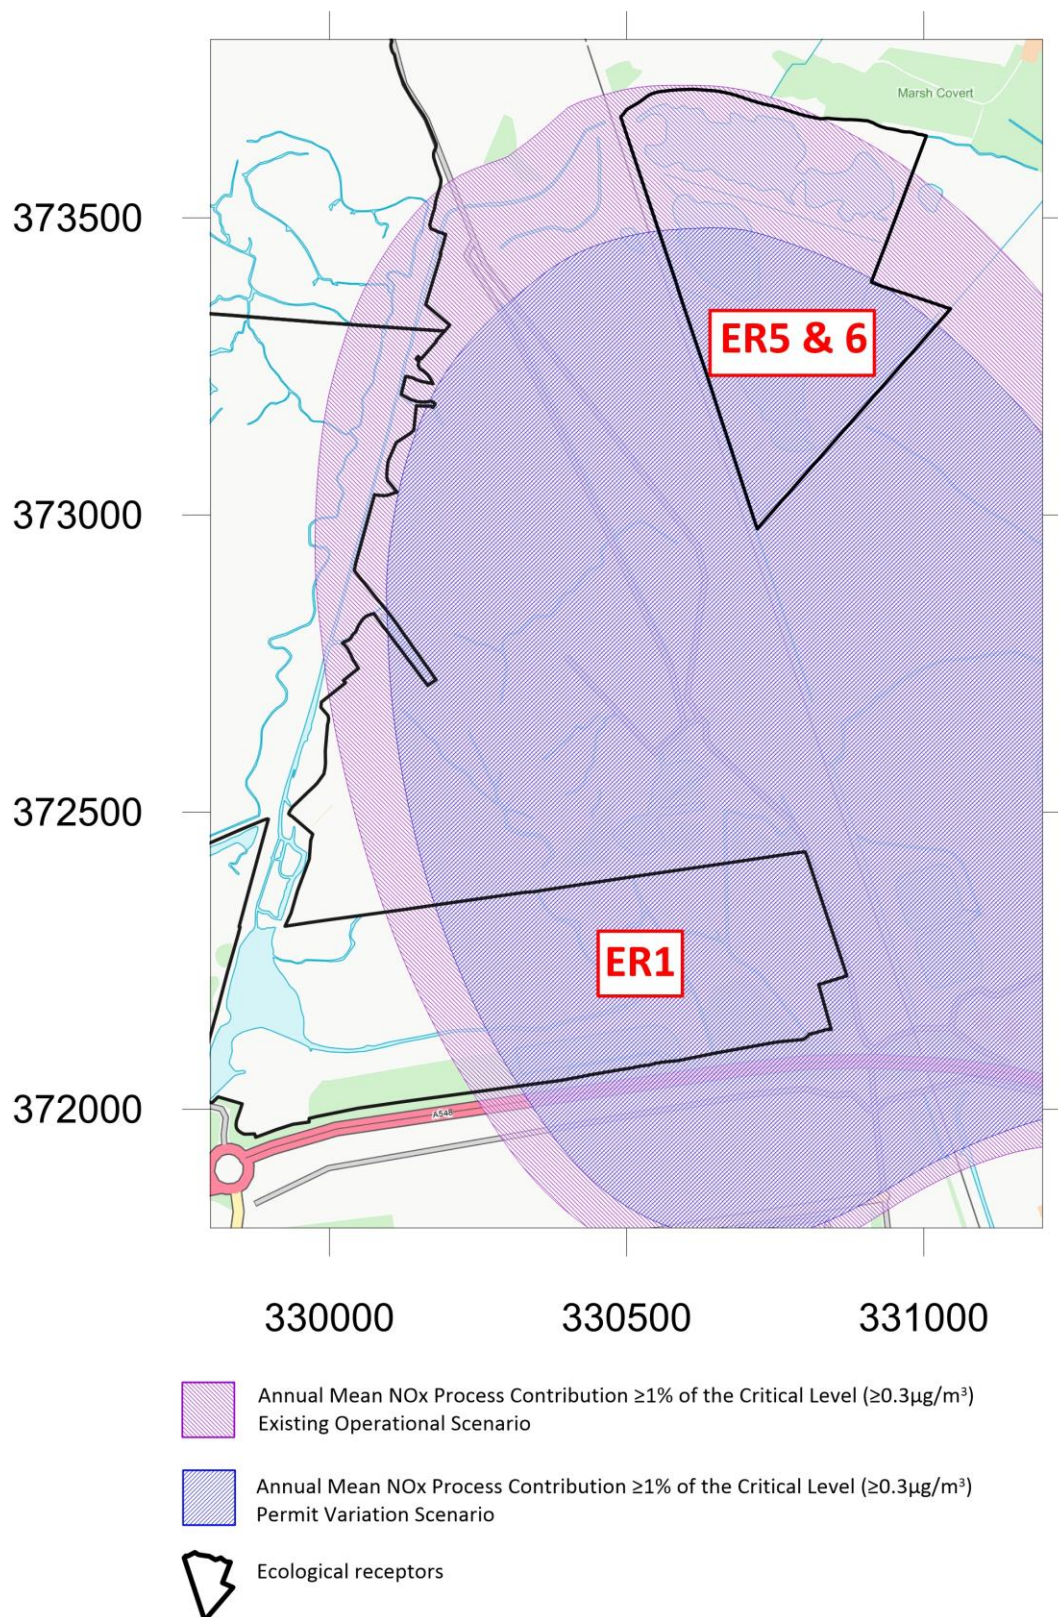 Marsh Covert
373500
ER5 & 6
373000
372500
ER1
372000
A548
330000
330500
331000
Annual Mean NOx Process Contribution ≥1% of the Critical Level (≥0.3µg/m³)
Existing Operational Scenario
Annual Mean NOx Process Contribution ≥1% of the Critical Level (≥0.3µg/m³)
Permit Variation Scenario
Ecological receptors